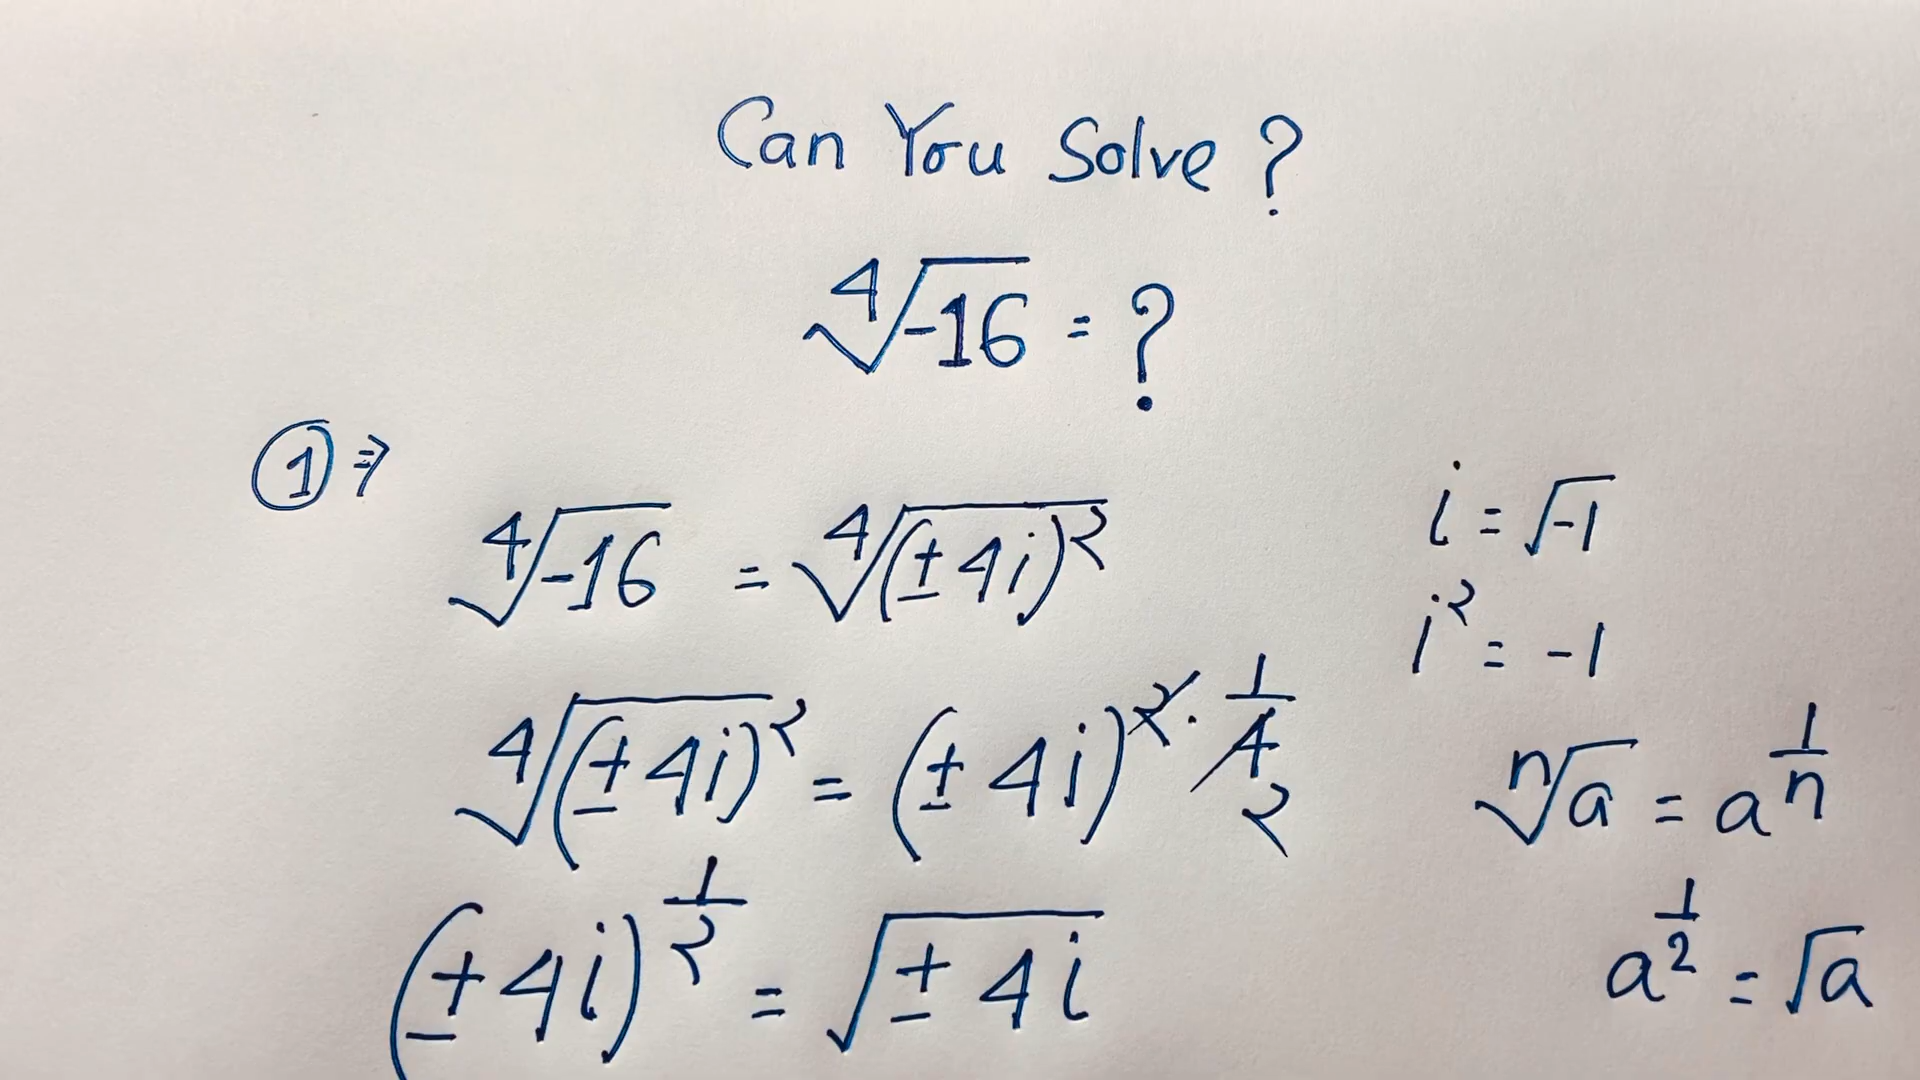 Can You Solve ?
∜-16 = ?
① ⇒
∜-16 = ∜(±4i)²
i = √-1
i² = -1
∜(±4i)² = (±4i)^2·1/4 2
ⁿ√a = a^1/n
(±4i)^1/2 = √±4i
a^1/2 = √a